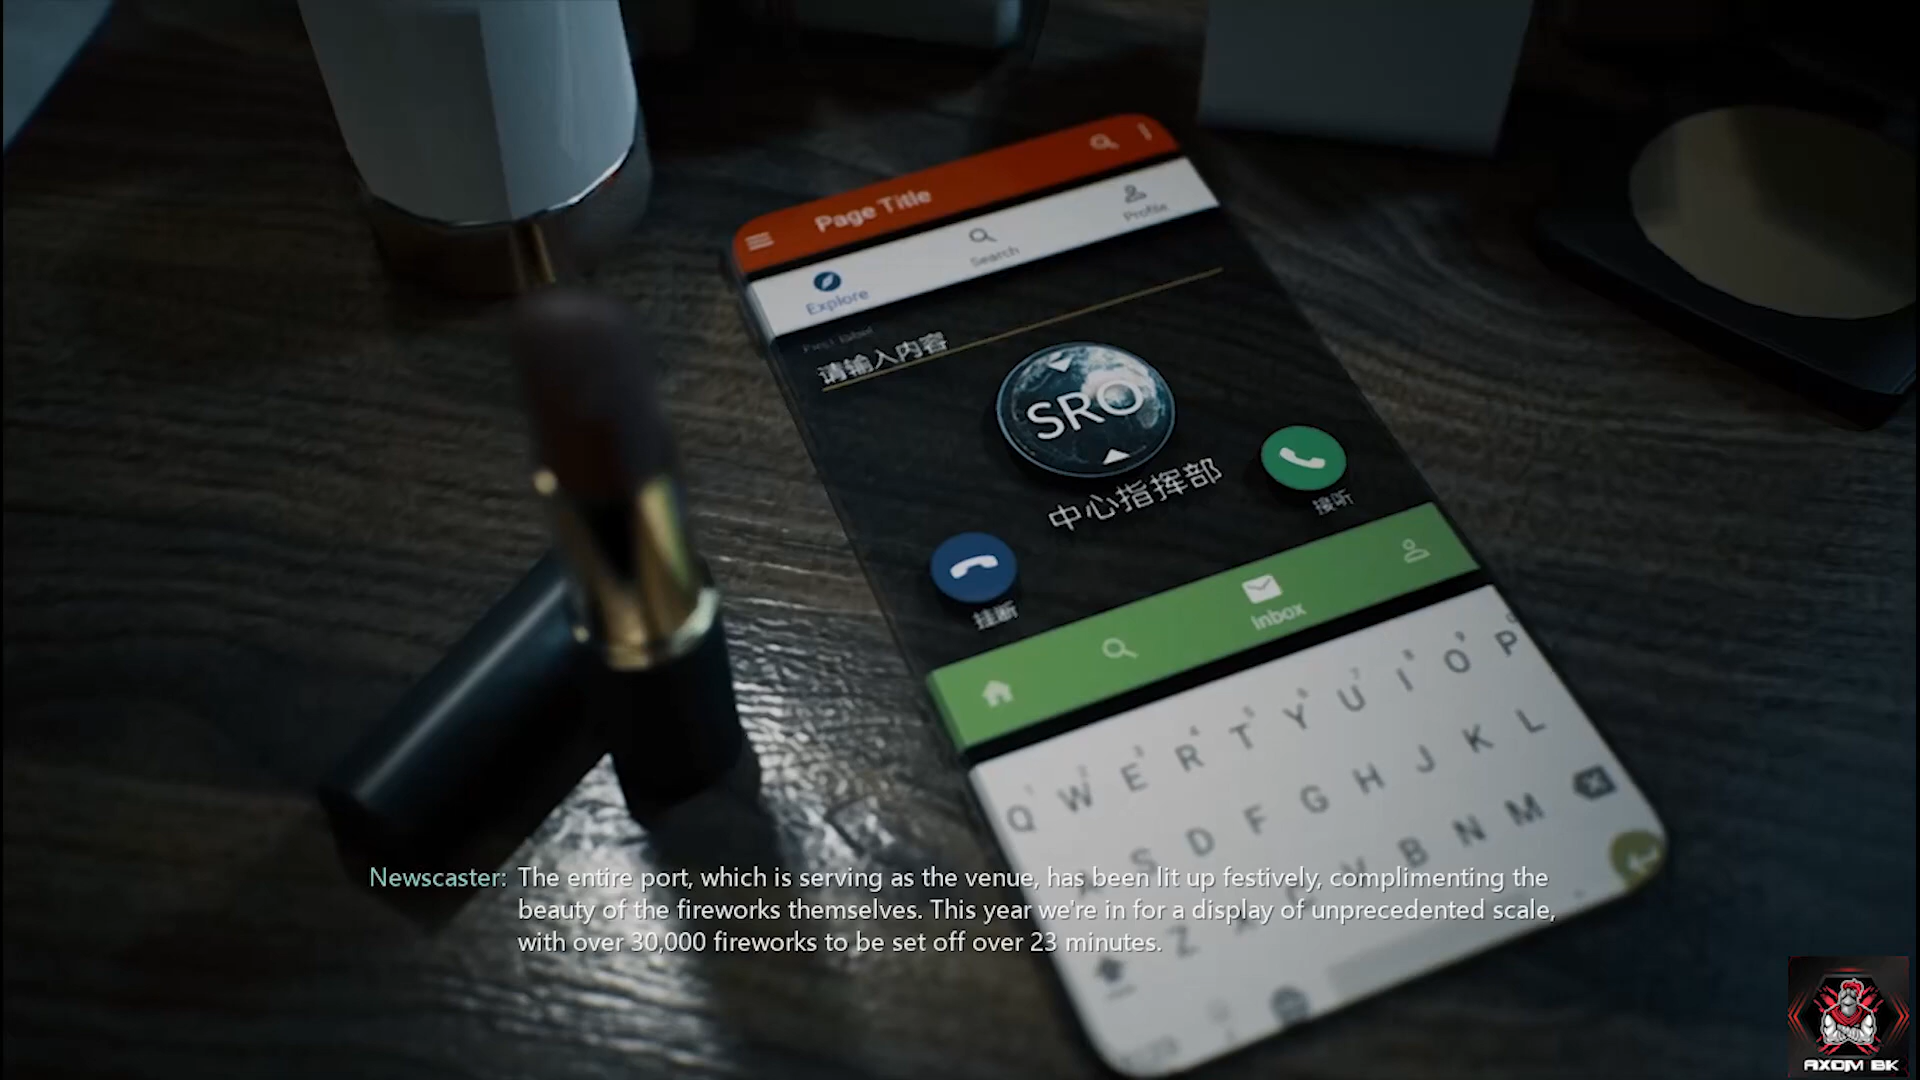 Page Title
Explore
Search
Profile
请输入内容
SRO
中心指挥部
接听
挂断
Inbox
Q W E R T Y U I O P
S D F G H J K L
Z V B N M
Newscaster: The entire port, which is serving as the venue, has been lit up festively, complimenting the
beauty of the fireworks themselves. This year we're in for a display of unprecedented scale,
with over 30,000 fireworks to be set off over 23 minutes.
AXOM BK